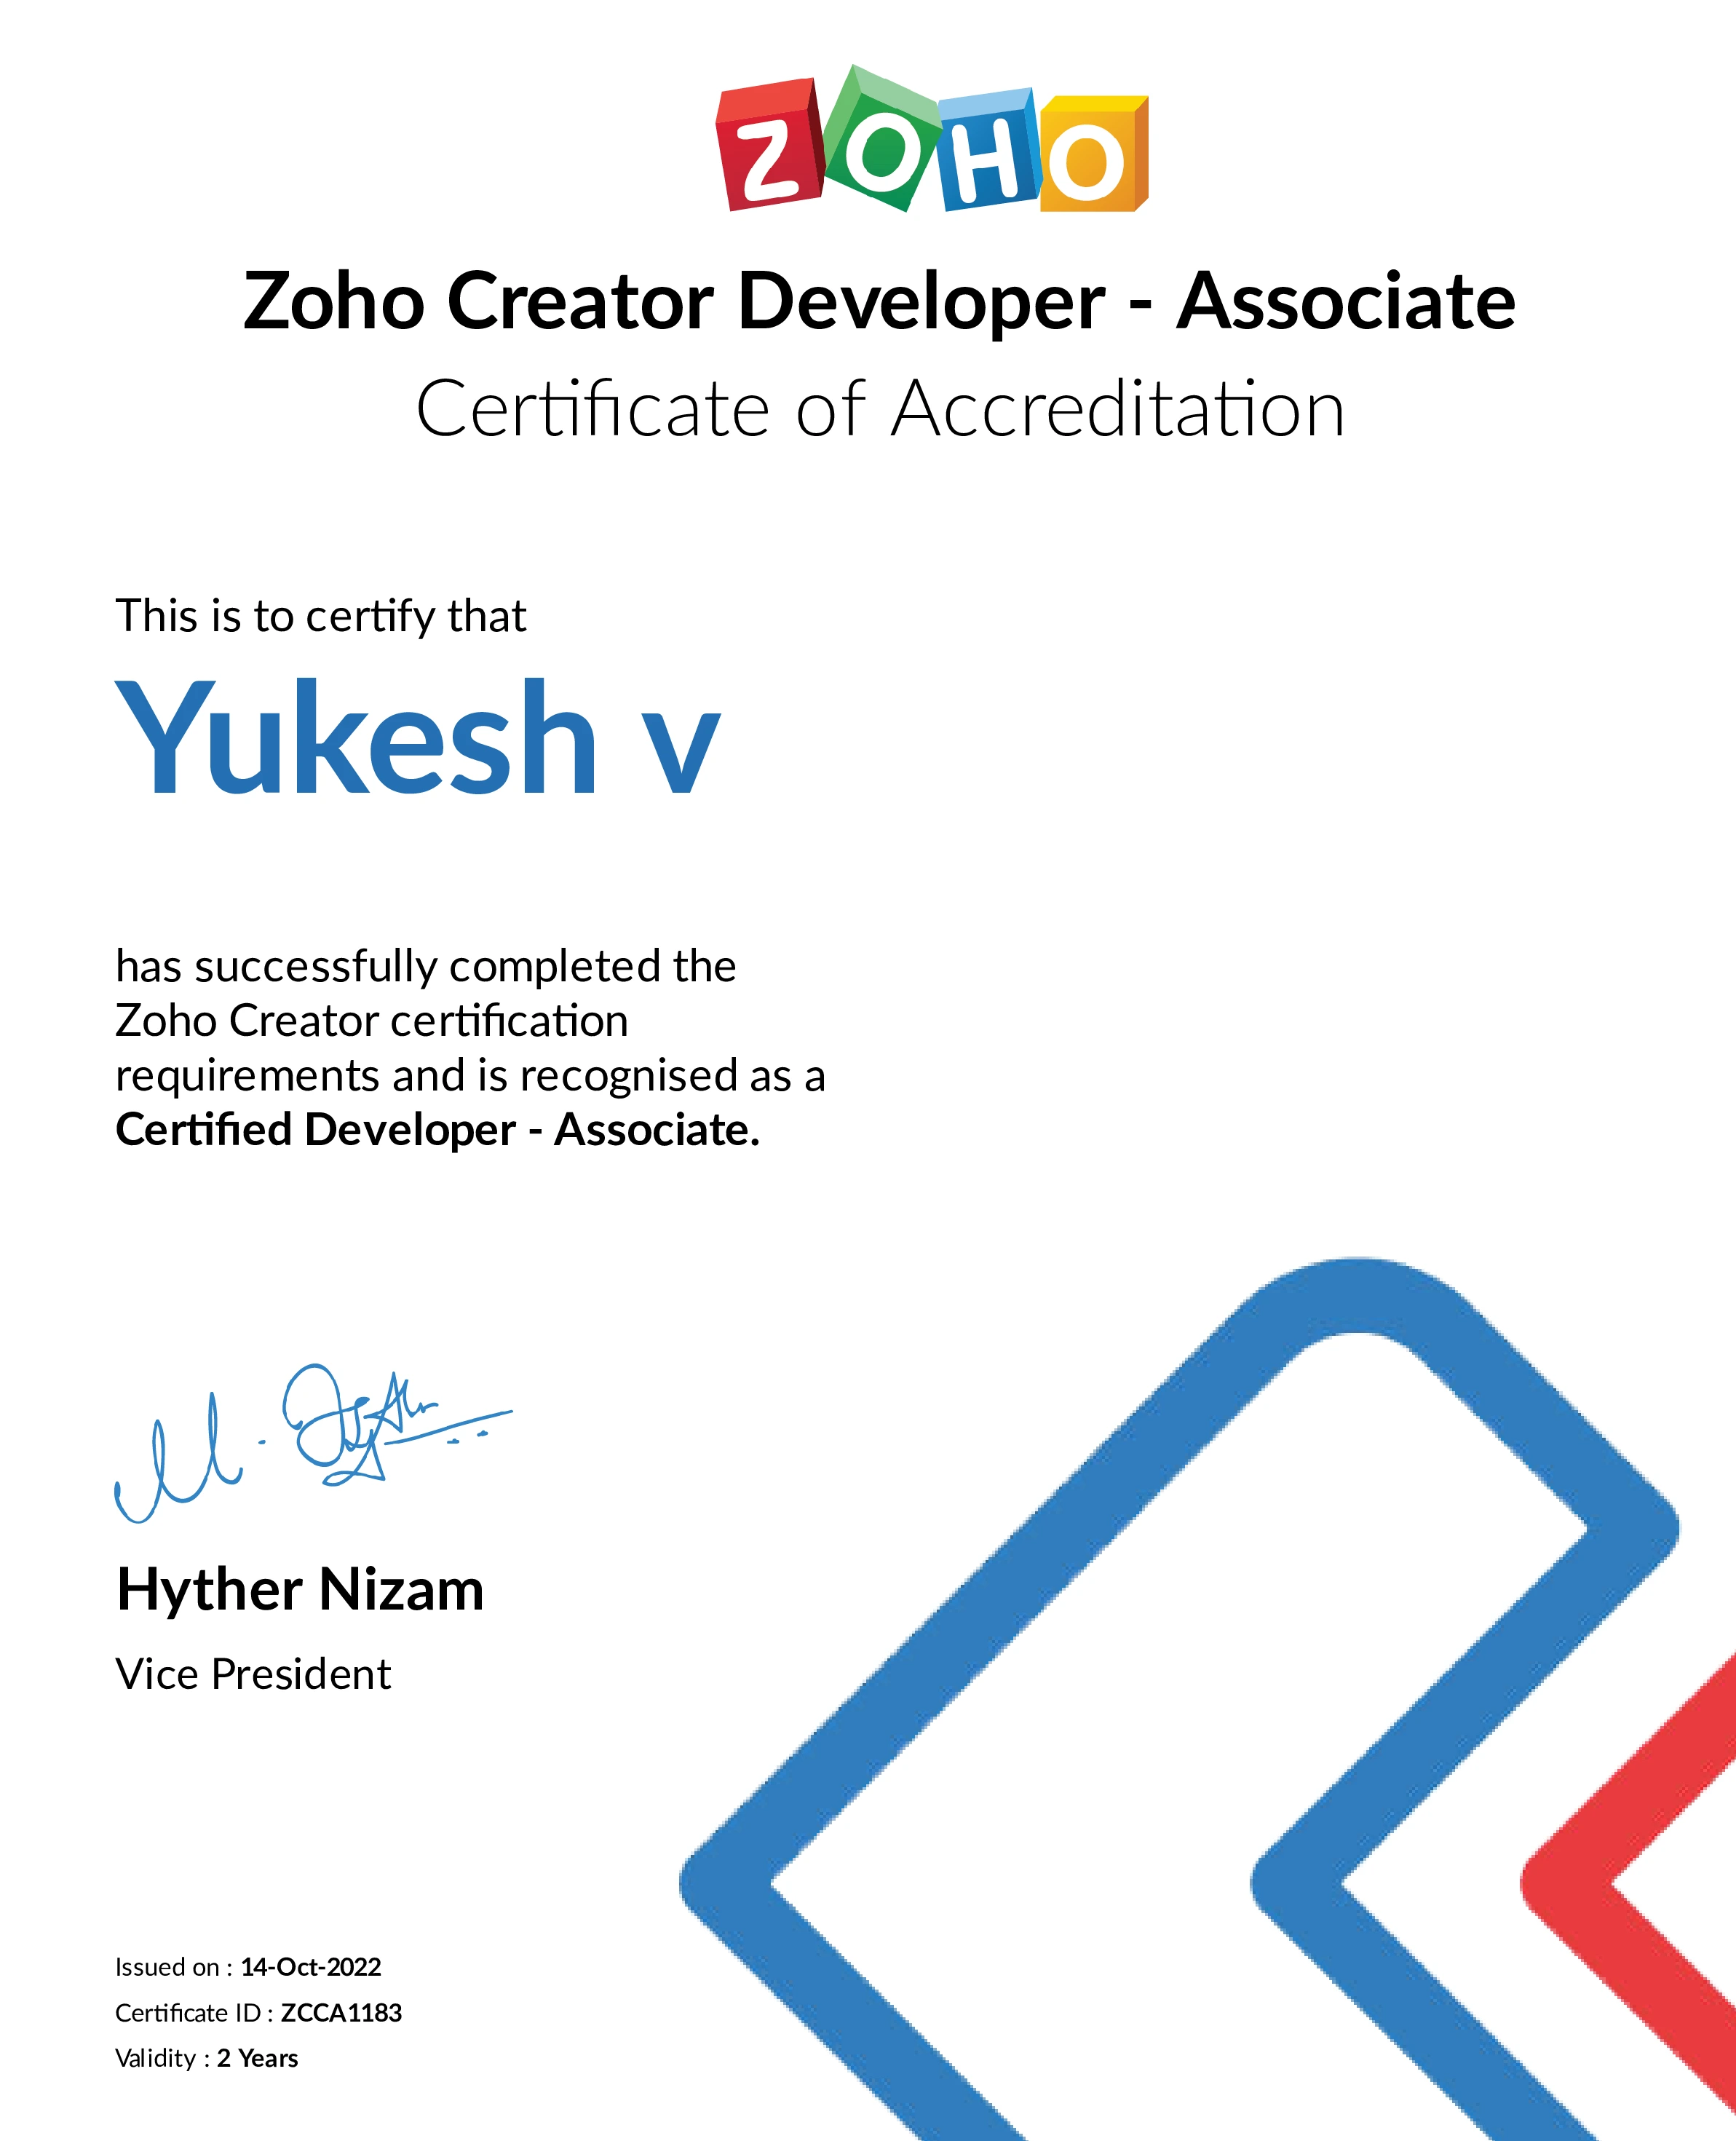 ZOHO
Zoho Creator Developer - Associate
Certificate of Accreditation
This is to certify that
Yukesh v
has successfully completed the
Zoho Creator certification
requirements and is recognised as a
Certified Developer - Associate.
Hyther Nizam
Vice President
Issued on : 14-Oct-2022
Certificate ID : ZCCA1183
Validity : 2 Years